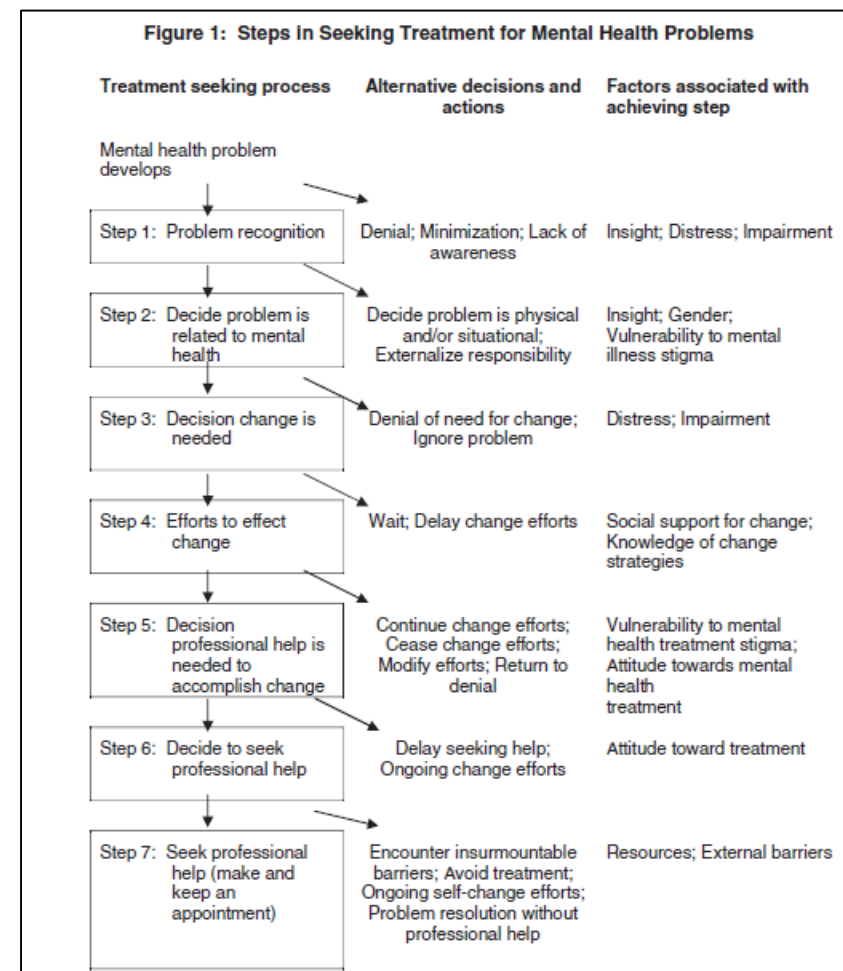 Figure 1: Steps in Seeking Treatment for Mental Health Problems
Treatment seeking process
Alternative decisions and
actions
Factors associated with
achieving step
Mental health problem
develops
Step 1: Problem recognition
Denial; Minimization; Lack of
awareness
Insight; Distress; Impairment
Step 2: Decide problem is
related to mental
health
Decide problem is physical
and/or situational;
Externalize responsibility
Insight; Gender;
Vulnerability to mental
illness stigma
Step 3: Decision change is
needed
Denial of need for change;
Ignore problem
Distress; Impairment
Step 4: Efforts to effect
change
Wait; Delay change efforts
Social support for change;
Knowledge of change
strategies
Step 5: Decision
professional help is
needed to
accomplish change
Continue change efforts;
Cease change efforts;
Modify efforts; Return to
denial
Vulnerability to mental
health treatment stigma;
Attitude towards mental
health
treatment
Step 6: Decide to seek
professional help
Delay seeking help;
Ongoing change efforts
Attitude toward treatment
Step 7: Seek professional
help (make and
keep an
appointment)
Encounter insurmountable
barriers; Avoid treatment;
Ongoing self-change efforts;
Problem resolution without
professional help
Resources; External barriers